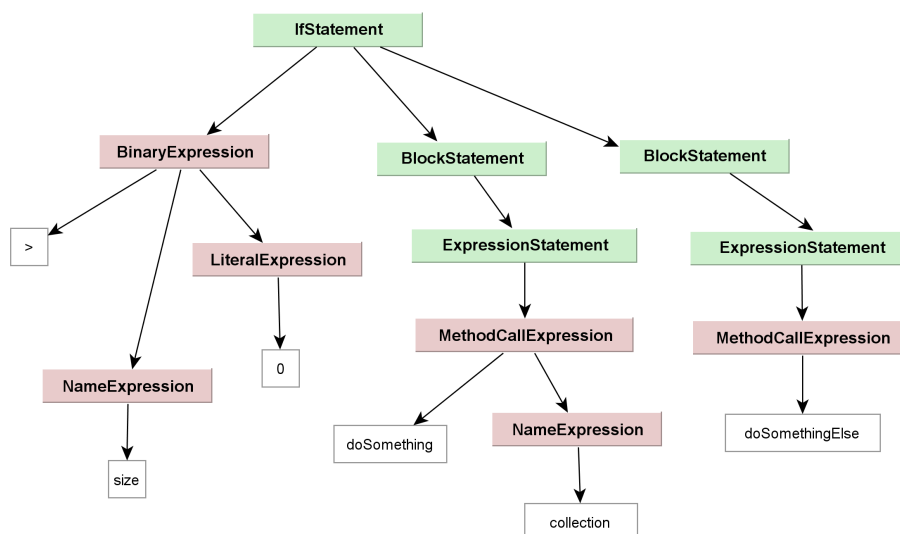 IfStatement
BinaryExpression
BlockStatement
BlockStatement
>
LiteralExpression
ExpressionStatement
ExpressionStatement
MethodCallExpression
MethodCallExpression
0
NameExpression
doSomething
NameExpression
doSomethingElse
size
collection